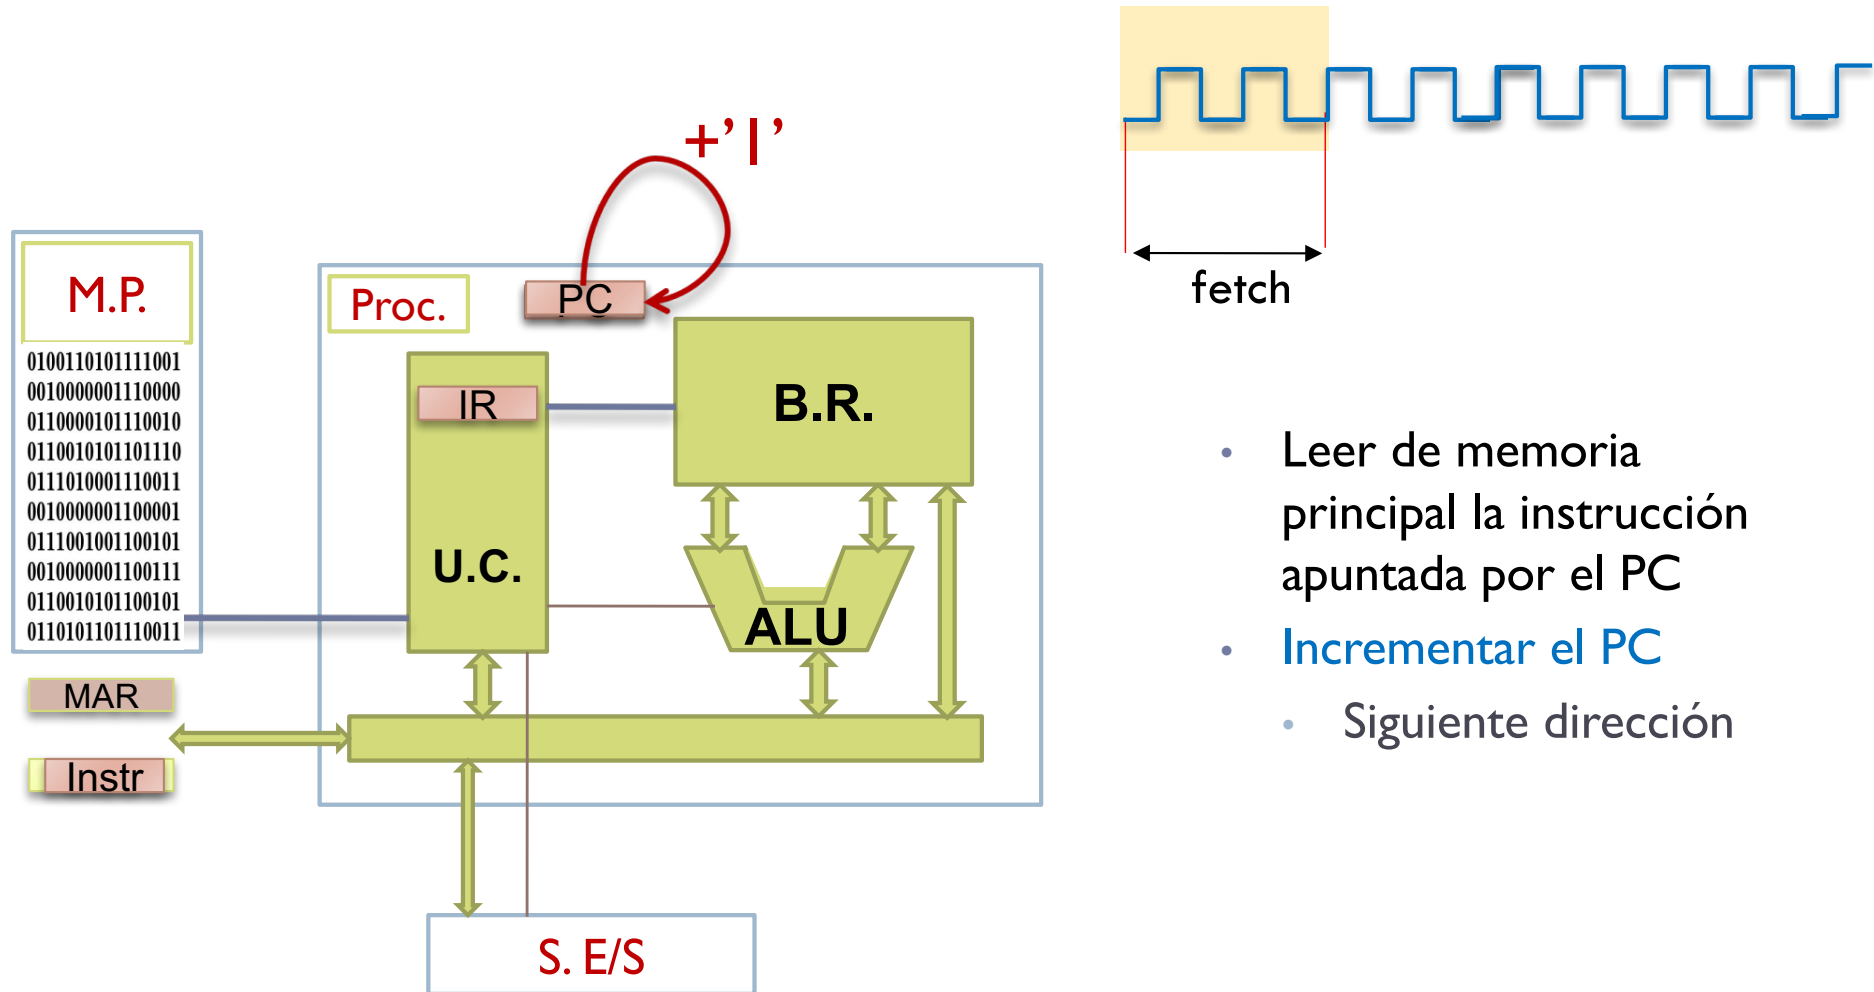 +'1'
fetch
M.P.
0100110101111001
0010000001110000
0110000101110010
0110010101101110
0111010001110011
0010000001100001
0111001001100101
0010000001100111
0110010101100101
0110101101110011
MAR
Instr
Proc.
PC
IR
U.C.
B.R.
ALU
S. E/S
• Leer de memoria
principal la instrucción
apuntada por el PC
• Incrementar el PC
• Siguiente dirección